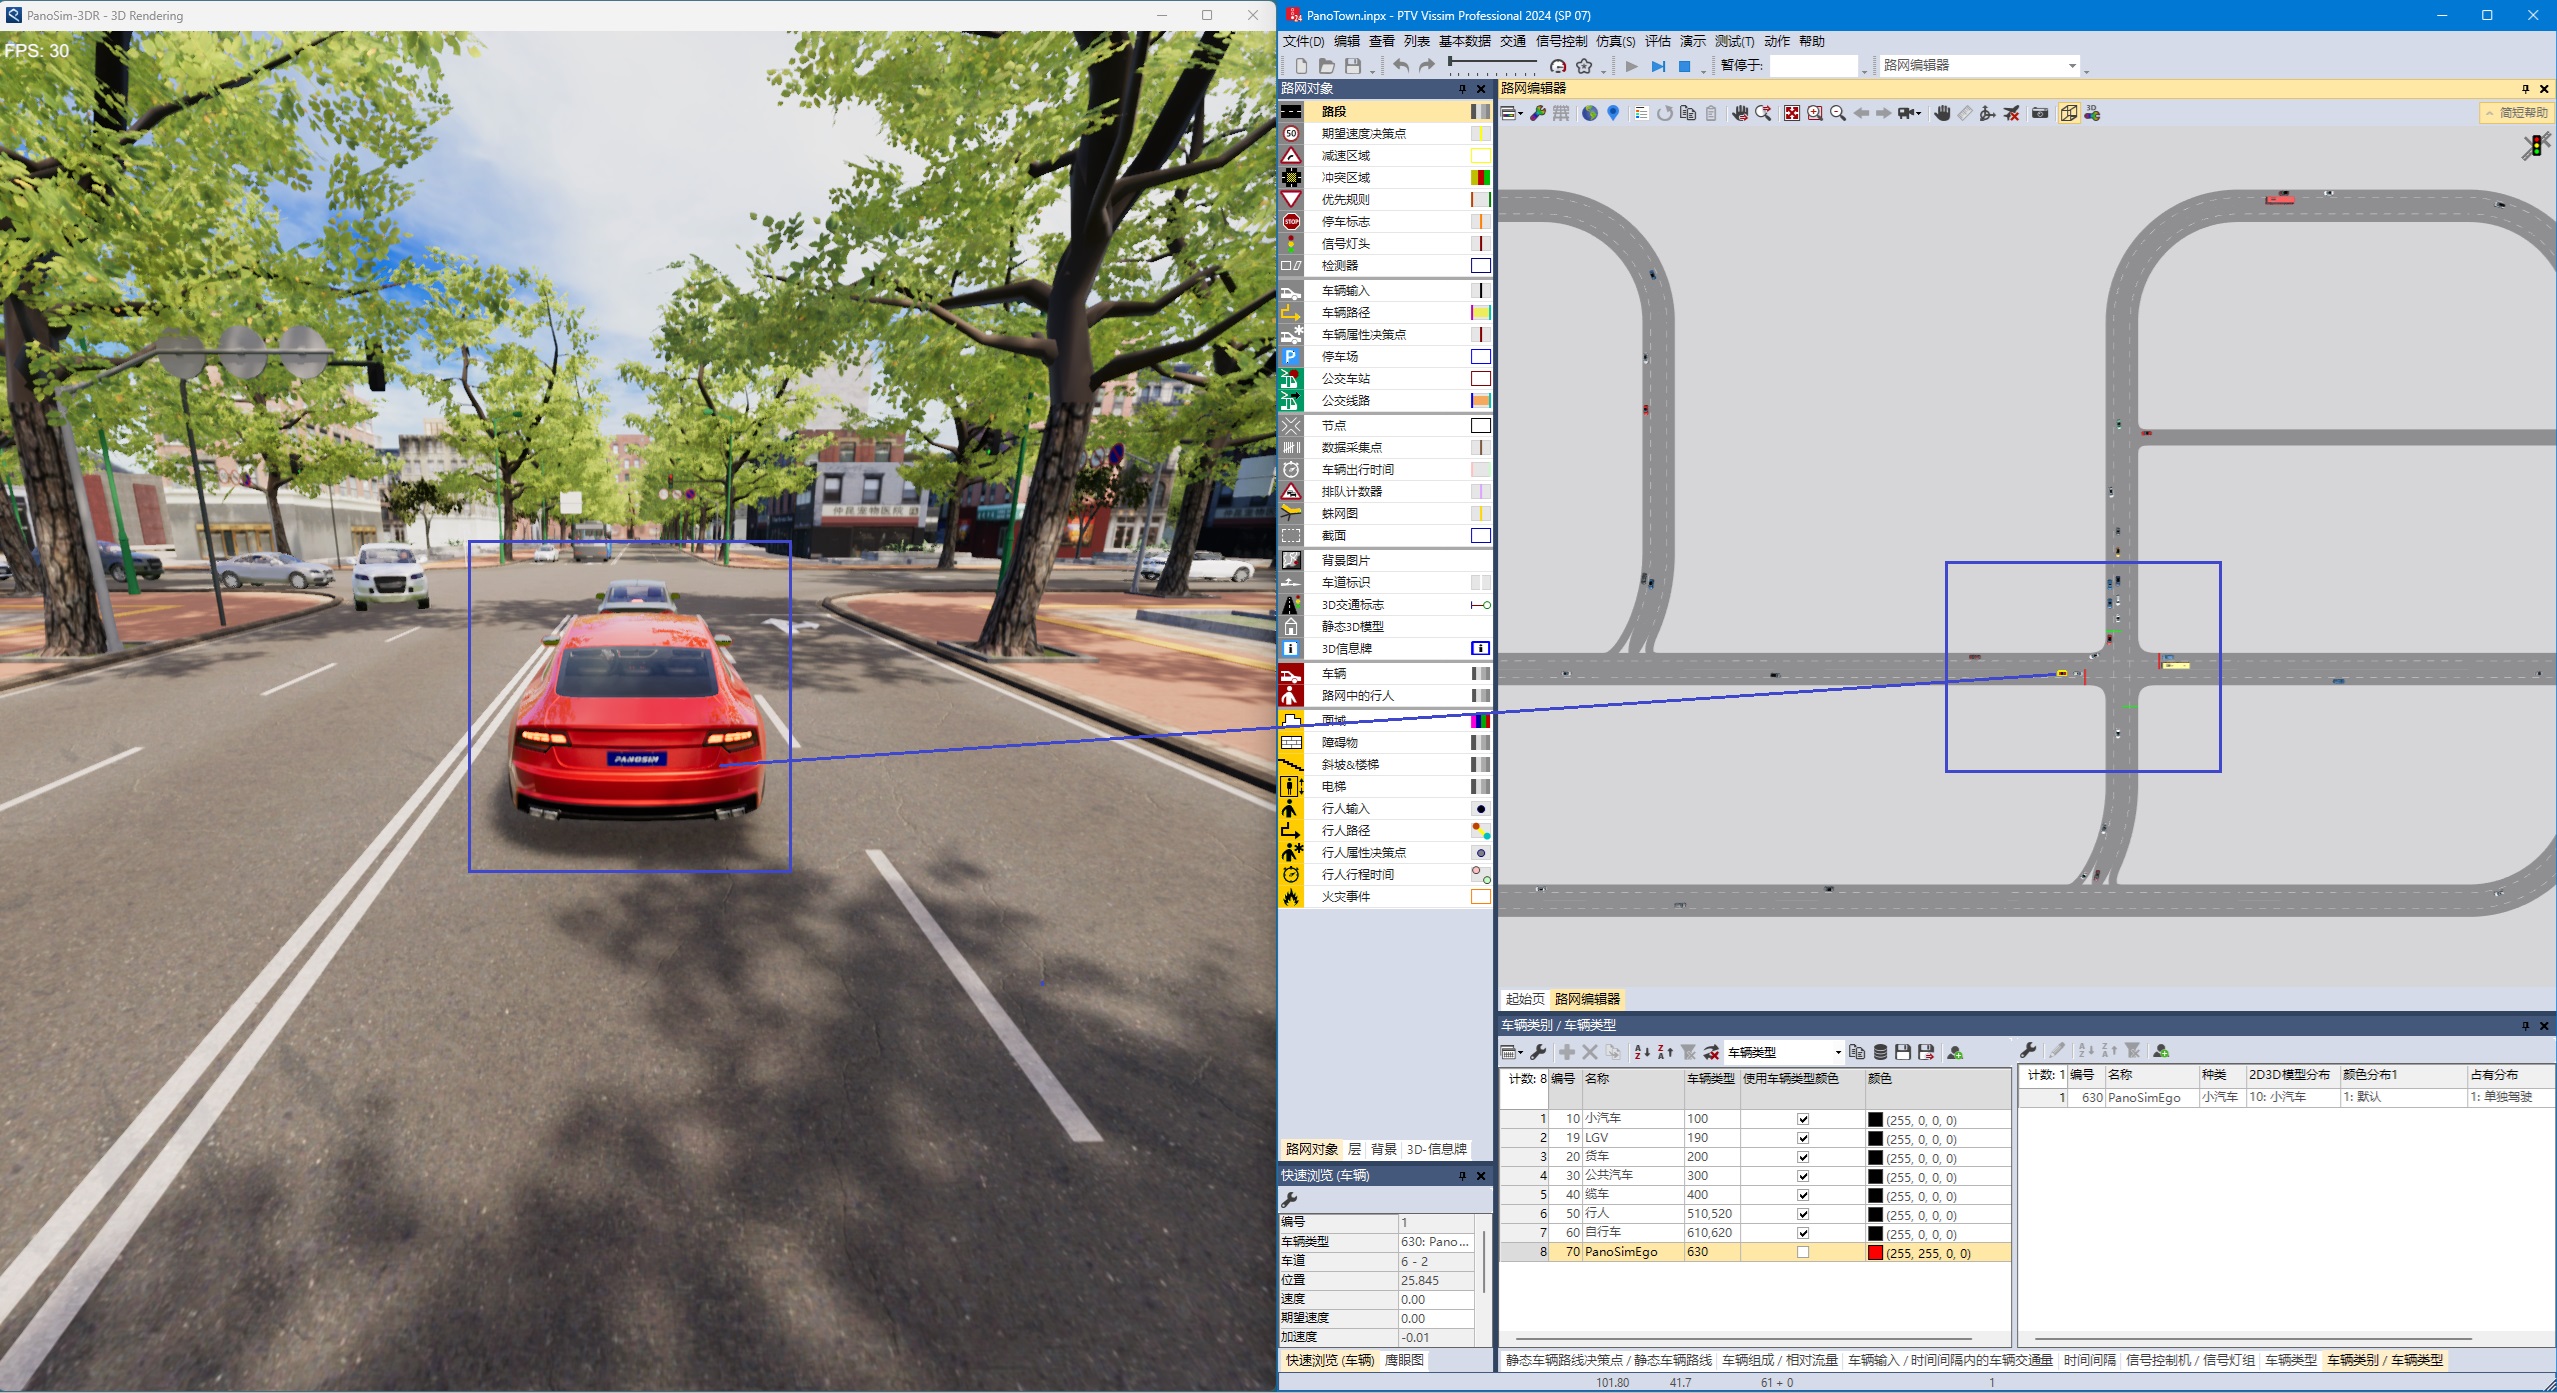 PanoSim-3DR - 3D Rendering
FPS: 30
仲昆宠物医院
PANOSIM
PanoTown.inpx - PTV Vissim Professional 2024 (SP 07)
文件(D) 编辑 查看 列表 基本数据 交通 信号控制 仿真(S) 评估 演示 测试(T) 动作 帮助
暂停于:
路网编辑器
路网对象
路段
50
期望速度决策点
减速区域
冲突区域
优先规则
STOP
停车标志
信号灯头
检测器
车辆输入
车辆路径
车辆属性决策点
P
停车场
公交车站
公交线路
节点
数据采集点
车辆出行时间
排队计数器
蛛网图
截面
背景图片
车道标识
3D交通标志
静态3D模型
3D信息牌
车辆
路网中的行人
面域
障碍物
斜坡&楼梯
电梯
行人输入
行人路径
行人属性决策点
行人行程时间
火灾事件
路网对象 层 背景 3D-信息牌
快速浏览 (车辆)
编号 1
车辆类型 630: Pano...
车道 6 - 2
位置 25.845
速度 0.00
期望速度 0.00
加速度 -0.01
快速浏览 (车辆) 鹰眼图
路网编辑器
3D
简短帮助
起始页 路网编辑器
车辆类别 / 车辆类型
车辆类型
计数: 8 编号 名称 车辆类型 使用车辆类型颜色 颜色
1 10 小汽车 100 (255, 0, 0, 0)
2 19 LGV 190 (255, 0, 0, 0)
3 20 货车 200 (255, 0, 0, 0)
4 30 公共汽车 300 (255, 0, 0, 0)
5 40 缆车 400 (255, 0, 0, 0)
6 50 行人 510,520 (255, 0, 0, 0)
7 60 自行车 610,620 (255, 0, 0, 0)
8 70 PanoSimEgo 630 (255, 255, 0, 0)
计数: 1 编号 名称 种类 2D3D模型分布 颜色分布1 占有分布
1 630 PanoSimEgo 小汽车 10: 小汽车 1: 默认 1: 单独驾驶
静态车辆路线决策点 / 静态车辆路线 车辆组成 / 相对流量 车辆输入 / 时间间隔内的车辆交通量 时间间隔 信号控制机 / 信号灯组 车辆类型 车辆类别 / 车辆类型
101.80 41.7 61 + 0 1